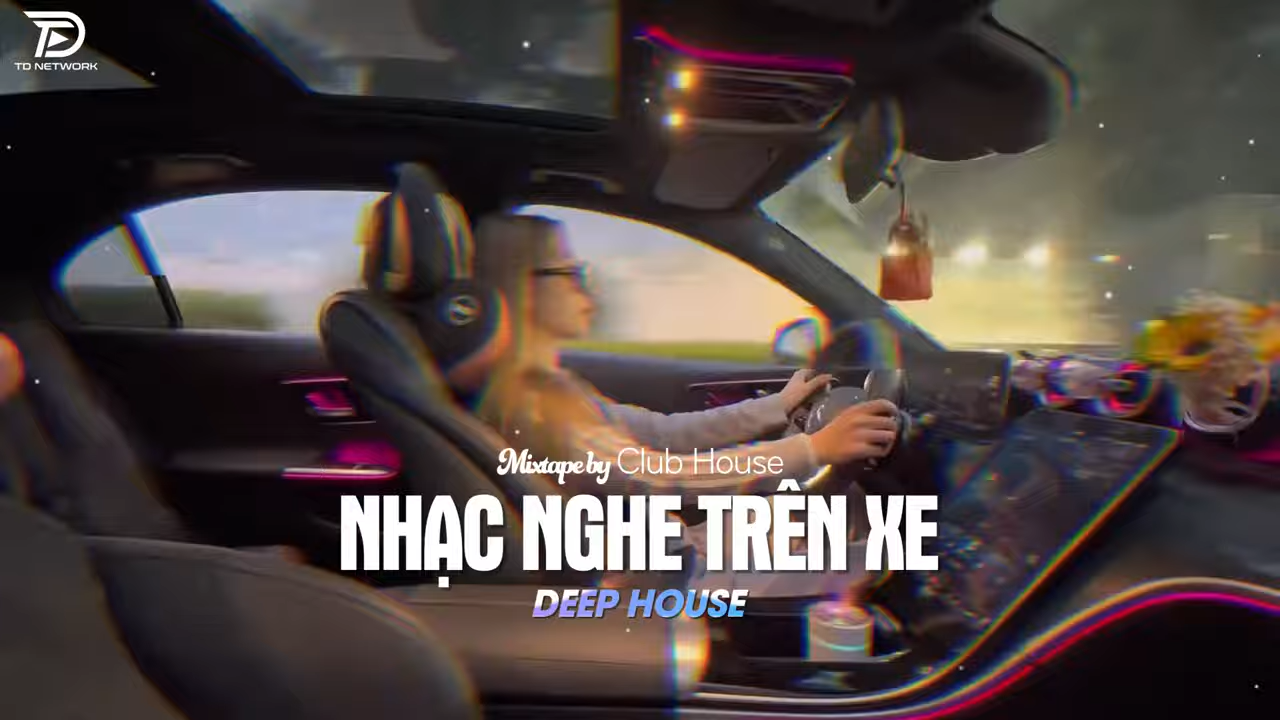 TD NETWORK
Mixtape by Club House
NHẠC NGHE TRÊN XE
DEEP HOUSE